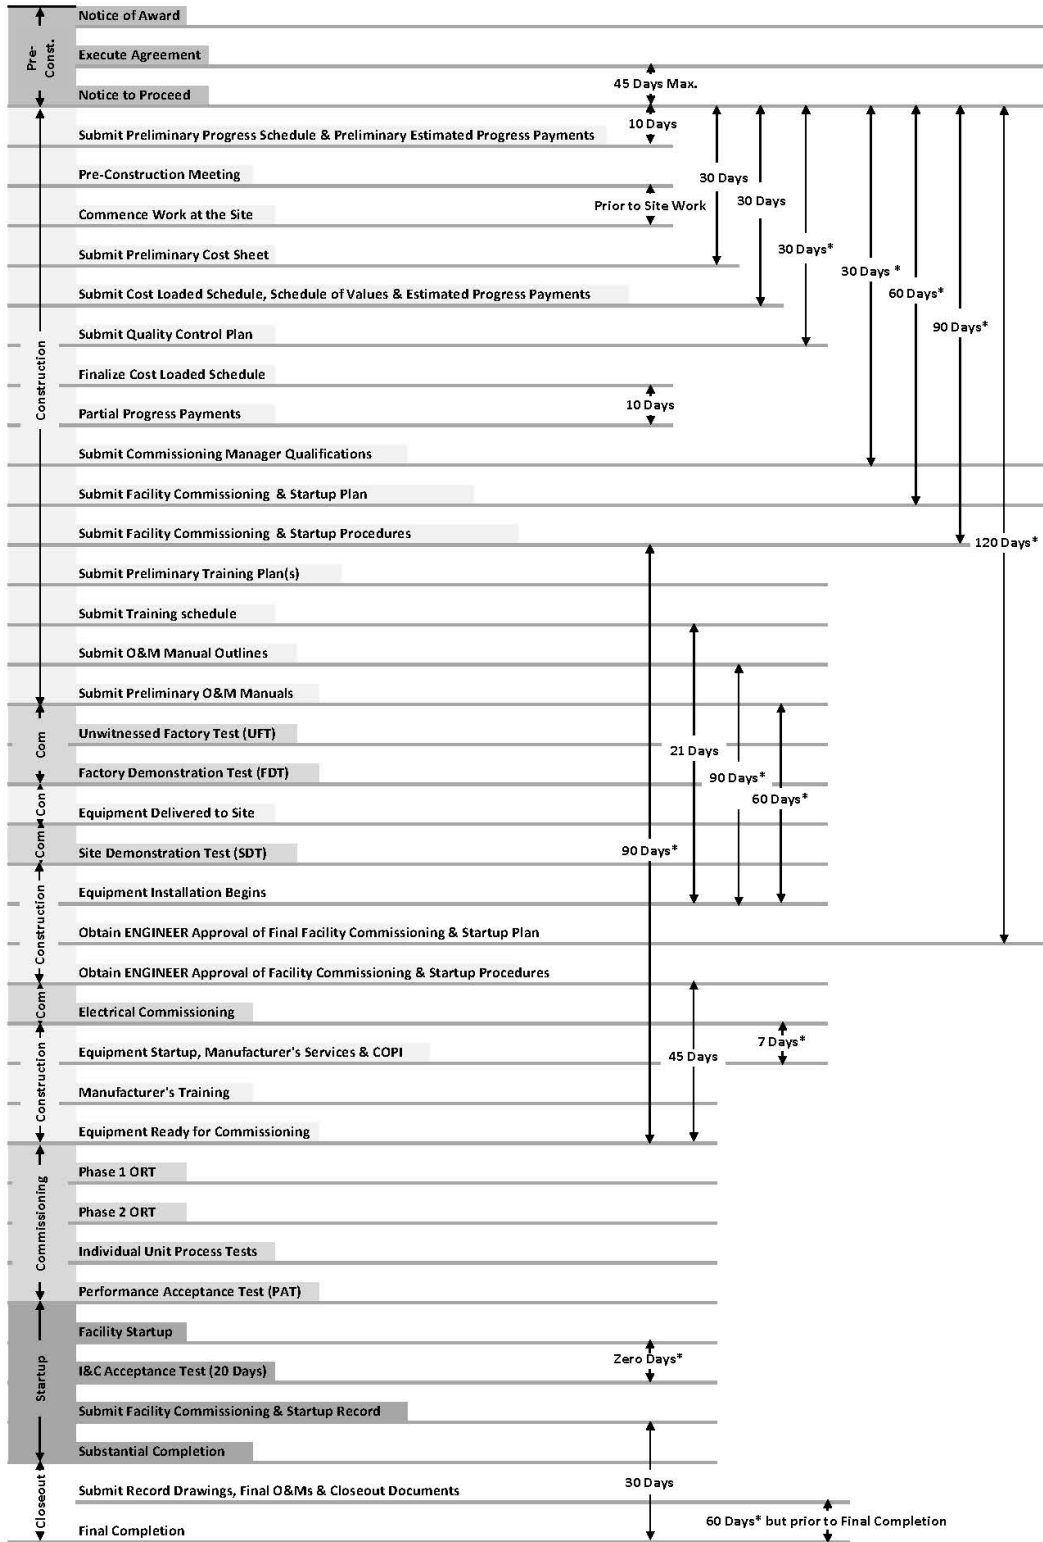 Pre-
Const.
Notice of Award
Execute Agreement
45 Days Max.
Notice to Proceed
10 Days
Submit Preliminary Progress Schedule & Preliminary Estimated Progress Payments
Pre-Construction Meeting
30 Days
30 Days
Prior to Site Work
Commence Work at the Site
30 Days*
Submit Preliminary Cost Sheet
30 Days *
Submit Cost Loaded Schedule, Schedule of Values & Estimated Progress Payments
60 Days*
90 Days*
Submit Quality Control Plan
Construction
Finalize Cost Loaded Schedule
10 Days
Partial Progress Payments
Submit Commissioning Manager Qualifications
Submit Facility Commissioning & Startup Plan
Submit Facility Commissioning & Startup Procedures
120 Days*
Submit Preliminary Training Plan(s)
Submit Training schedule
Submit O&M Manual Outlines
Submit Preliminary O&M Manuals
Com
Unwitnessed Factory Test (UFT)
21 Days
Factory Demonstration Test (FDT)
90 Days*
60 Days*
Con
Equipment Delivered to Site
Com
Site Demonstration Test (SDT)
90 Days*
Equipment Installation Begins
Construction
Obtain ENGINEER Approval of Final Facility Commissioning & Startup Plan
Obtain ENGINEER Approval of Facility Commissioning & Startup Procedures
Com
Electrical Commissioning
7 Days*
Equipment Startup, Manufacturer's Services & COPI
45 Days
Construction
Manufacturer's Training
Equipment Ready for Commissioning
Phase 1 ORT
Commissioning
Phase 2 ORT
Individual Unit Process Tests
Performance Acceptance Test (PAT)
Facility Startup
Zero Days*
Startup
I&C Acceptance Test (20 Days)
Submit Facility Commissioning & Startup Record
Substantial Completion
30 Days
Closeout
Submit Record Drawings, Final O&Ms & Closeout Documents
60 Days* but prior to Final Completion
Final Completion